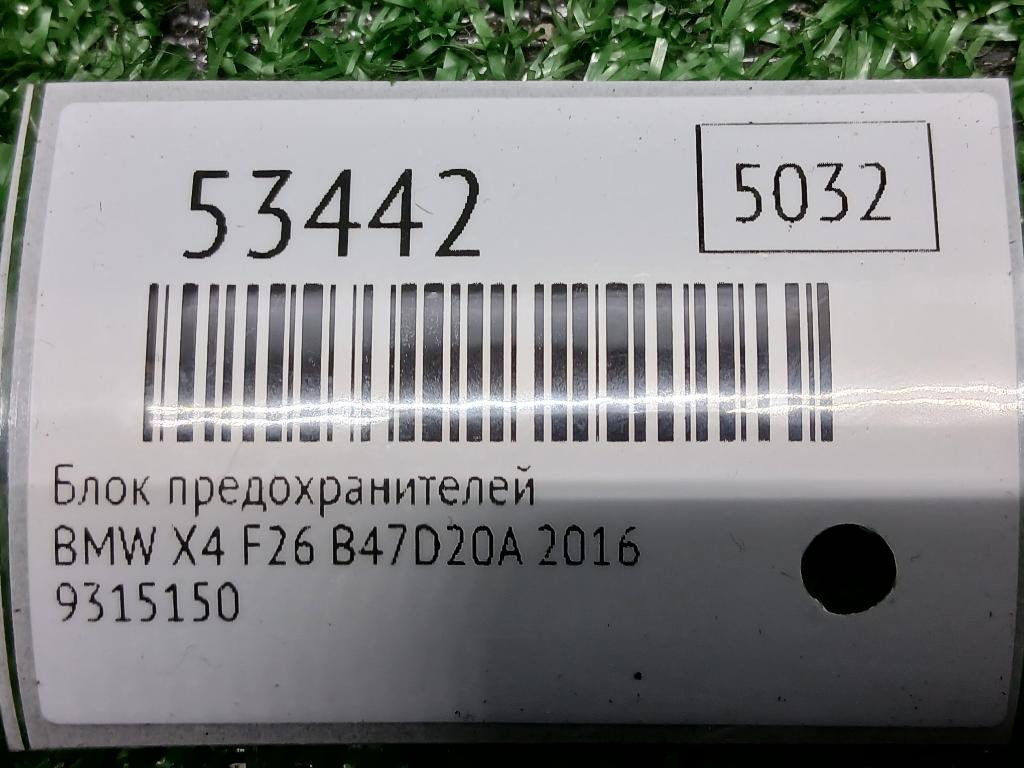 53442
5032
Блок предохранителей
BMW X4 F26 B47D20A 2016
9315150